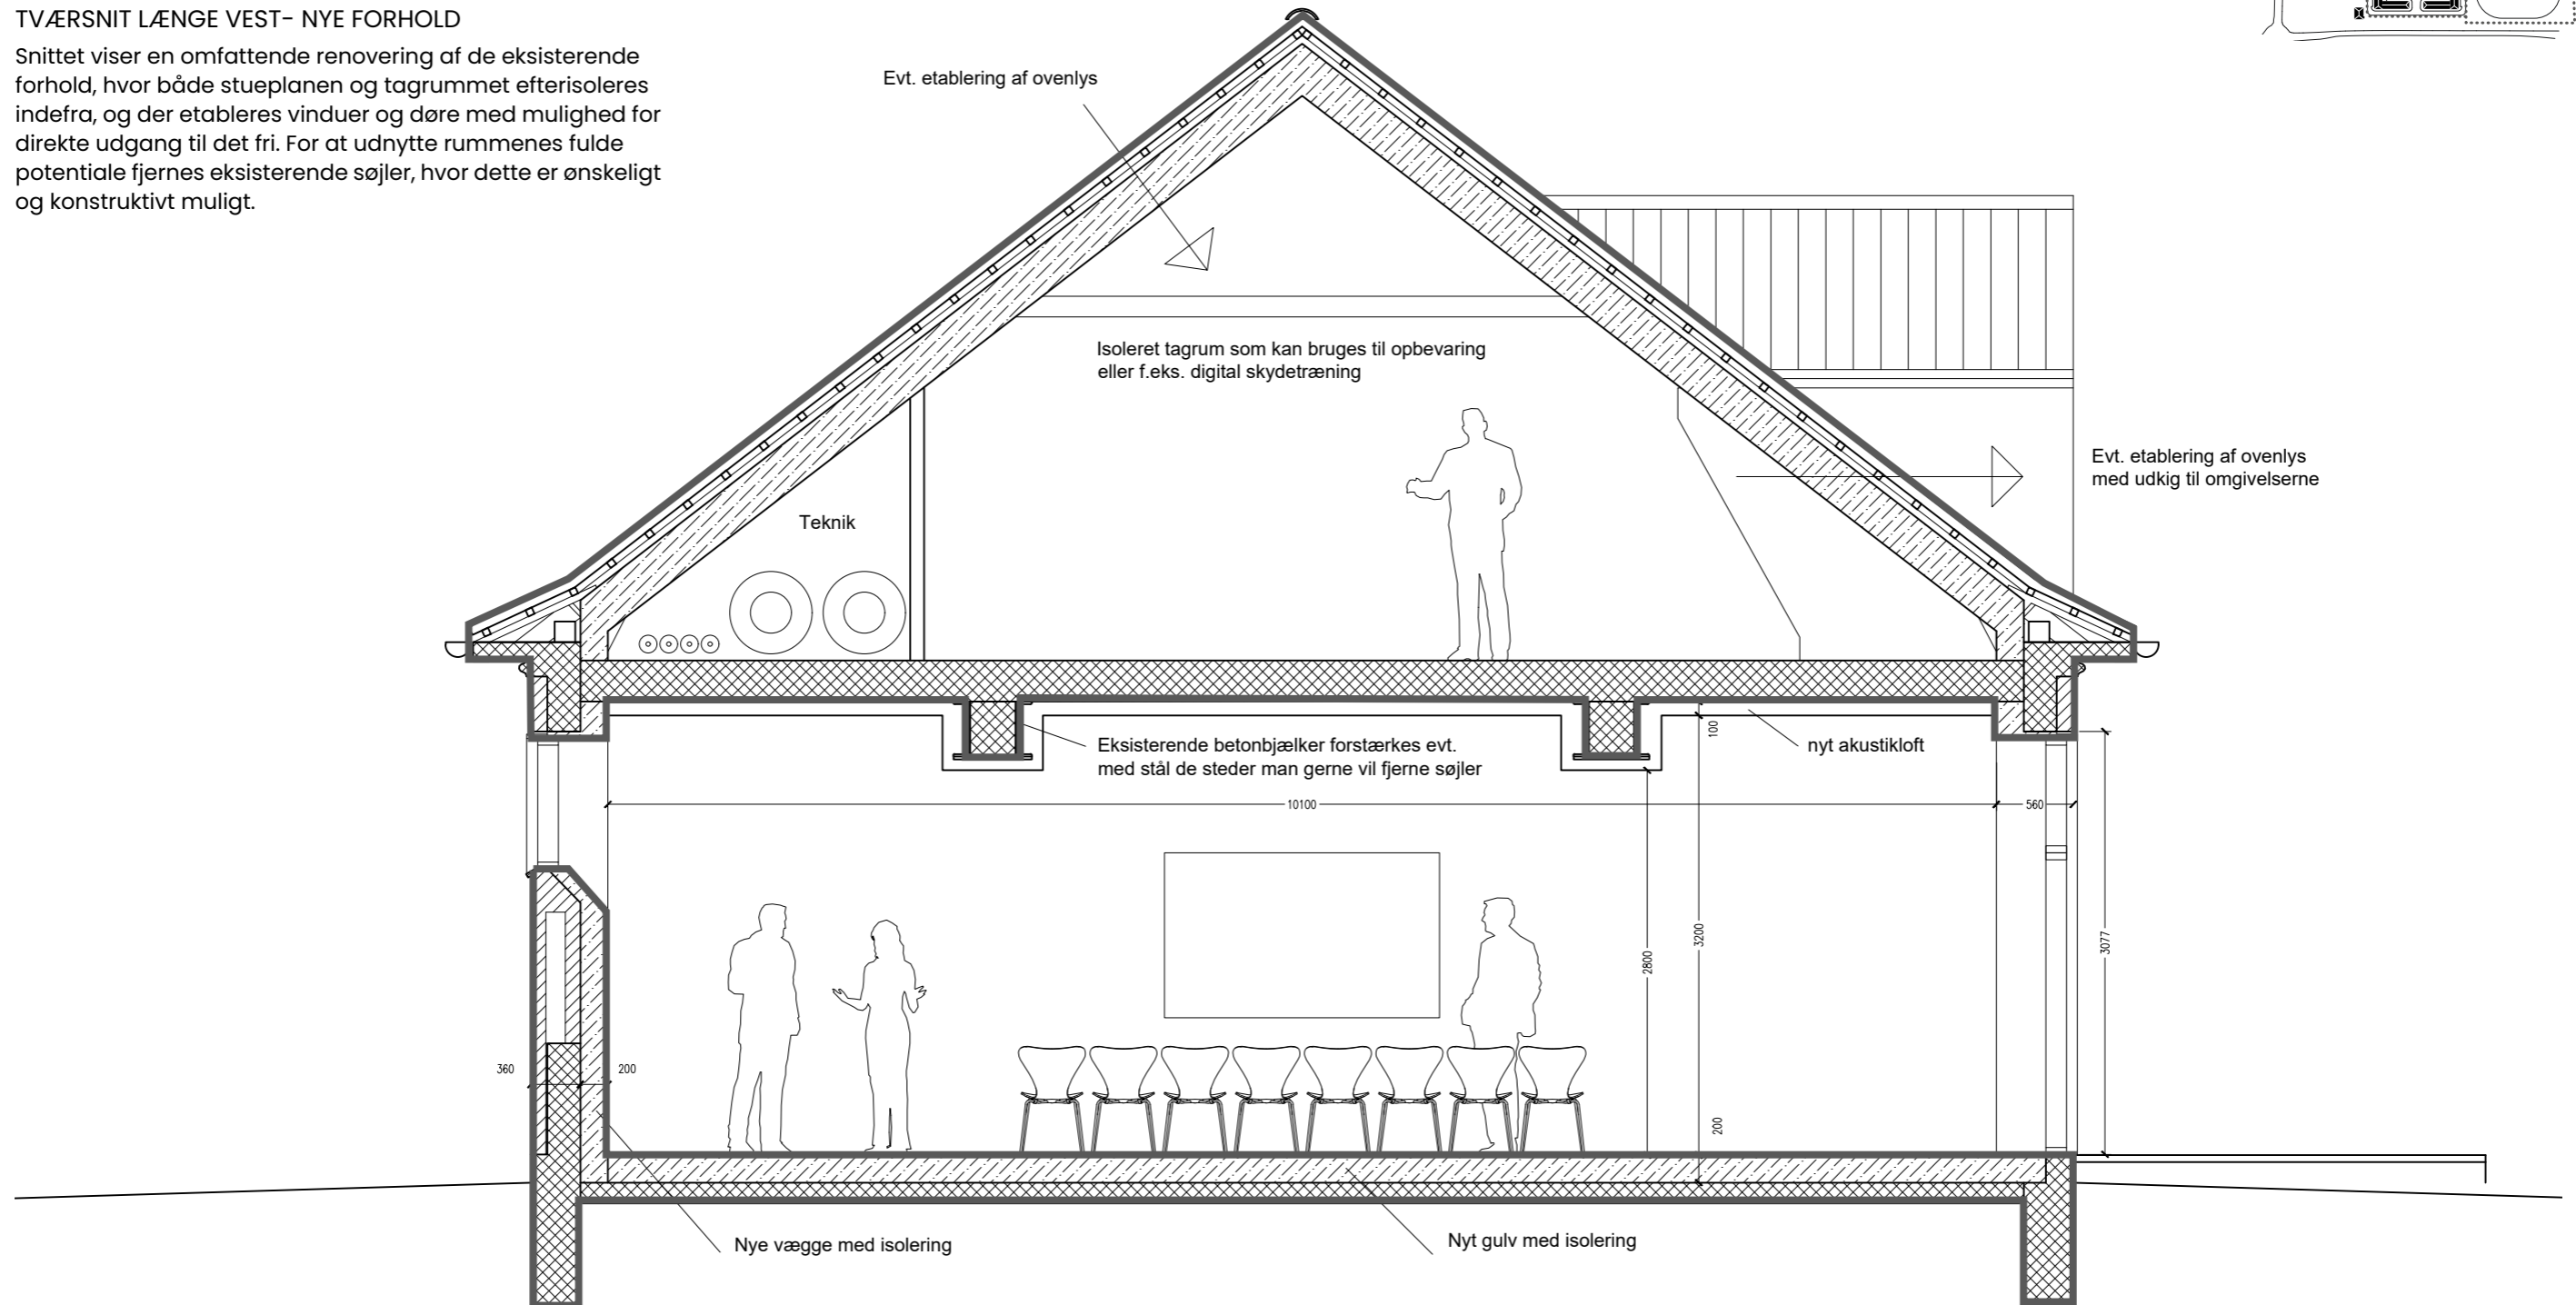 TVÆRSNIT LÆNGE VEST- NYE FORHOLD
Snittet viser en omfattende renovering af de eksisterende
forhold, hvor både stueplanen og tagrummet efterisoleres
indefra, og der etableres vinduer og døre med mulighed for
direkte udgang til det fri. For at udnytte rummenes fulde
potentiale fjernes eksisterende søjler, hvor dette er ønskeligt
og konstruktivt muligt.
Evt. etablering af ovenlys
Isoleret tagrum som kan bruges til opbevaring
eller f.eks. digital skydetræning
Evt. etablering af ovenlys
med udkig til omgivelserne
Teknik
Eksisterende betonbjælker forstærkes evt.
med stål de steder man gerne vil fjerne søjler
100
nyt akustikloft
10100
560
2800
3200
3077
360
200
200
Nye vægge med isolering
Nyt gulv med isolering